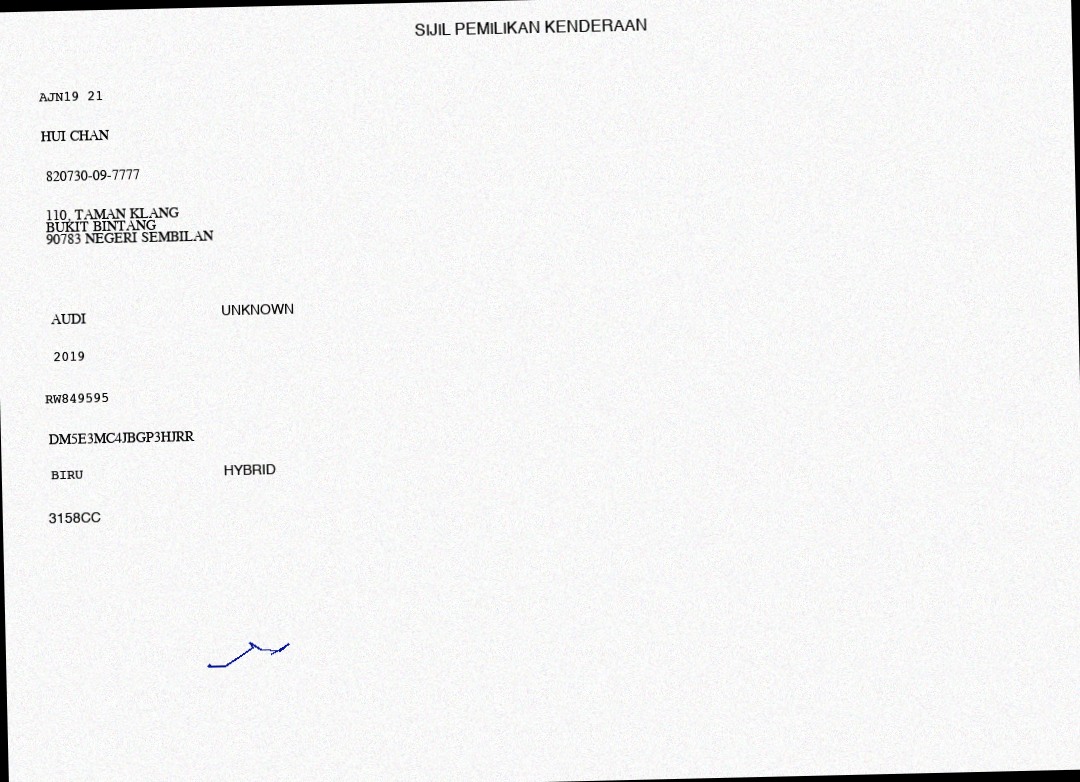 SIJIL PEMILIKAN KENDERAAN
AJN19 21
HUI CHAN
820730-09-7777
110, TAMAN KLANG
BUKIT BINTANG
90783 NEGERI SEMBILAN
AUDI UNKNOWN
2019
RW849595
DM5E3MC4JBGP3HJRR
BIRU HYBRID
3158CC